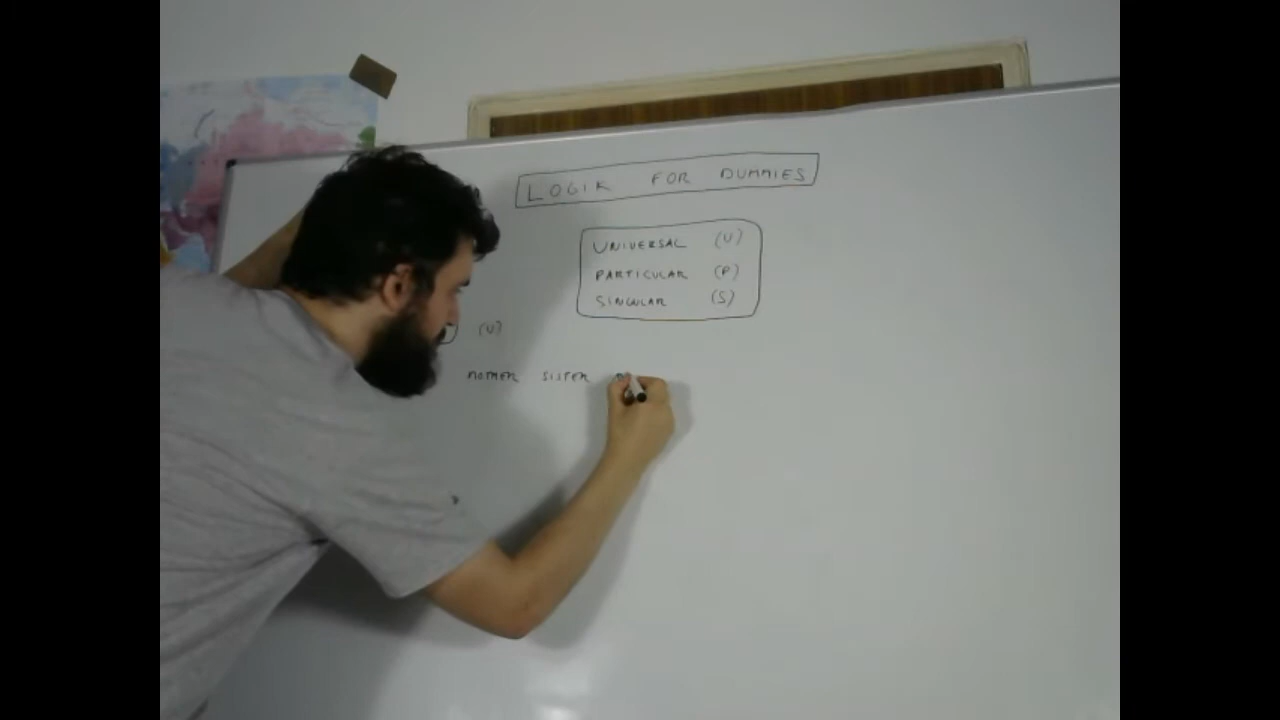 LOGIK FOR DUMMIES
UNIVERSAL (U)
PARTICULAR (P)
SINGULAR (S)
(U)
MOTHER SISTER